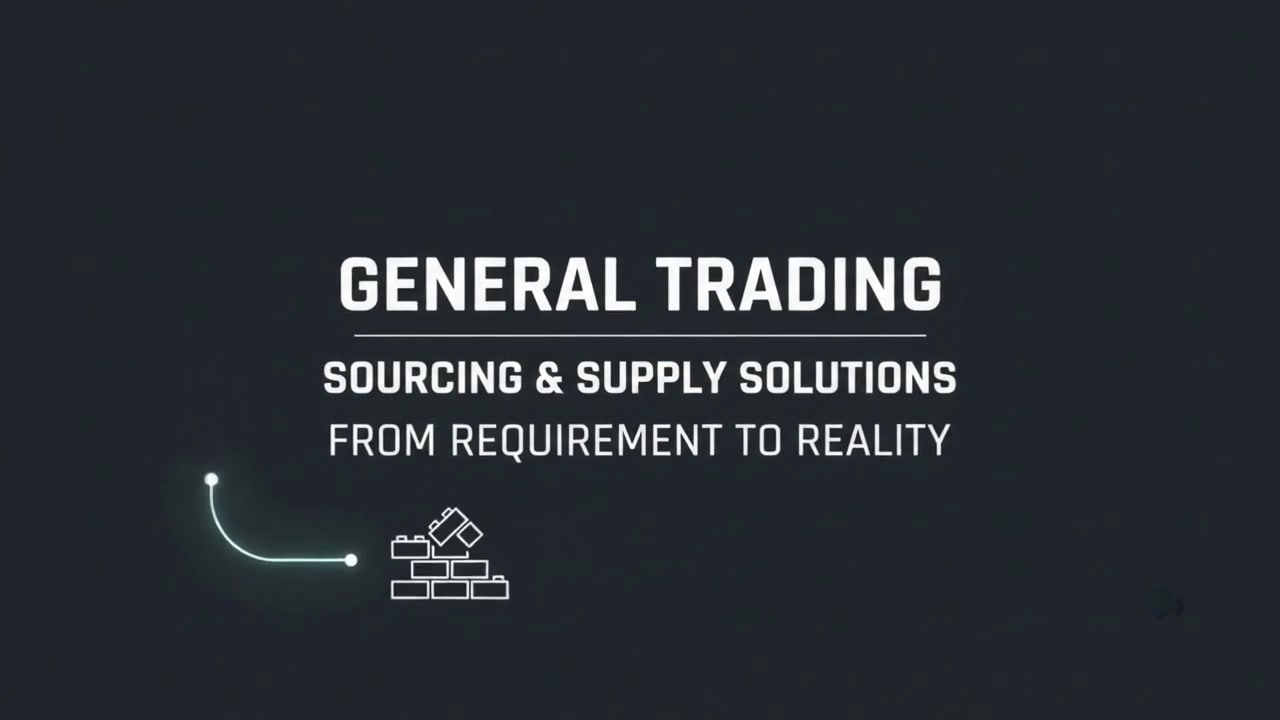 GENERAL TRADING
SOURCING & SUPPLY SOLUTIONS
FROM REQUIREMENT TO REALITY